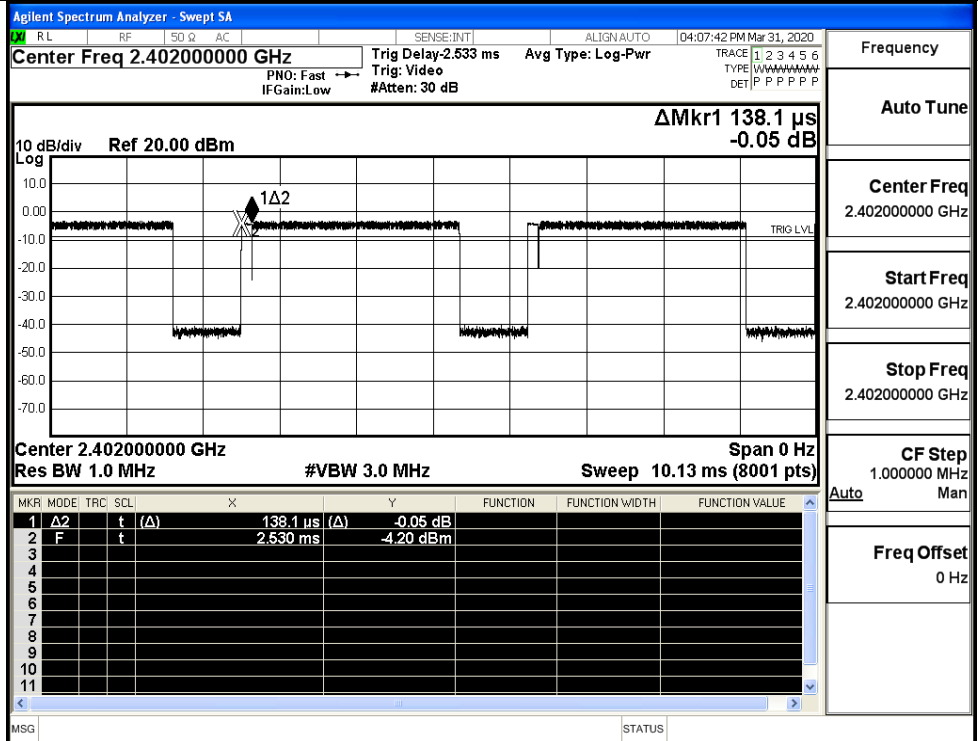 Agilent Spectrum Analyzer - Swept SA
LXI RL RF 50 Ω AC SENSE:INT ALIGN AUTO 04:07:42 PM Mar 31, 2020
Center Freq 2.402000000 GHz
PNO: Fast
IFGain:Low
Trig Delay-2.533 ms
Trig: Video
#Atten: 30 dB
Avg Type: Log-Pwr
TRACE 1 2 3 4 5 6
TYPE WWWWWW
DET P P P P P P
ΔMkr1 138.1 µs
-0.05 dB
10 dB/div Ref 20.00 dBm
Log
10.0
0.00
-10.0
-20.0
-30.0
-40.0
-50.0
-60.0
-70.0
1Δ2
2
TRIG LVL
Center 2.402000000 GHz Span 0 Hz
Res BW 1.0 MHz #VBW 3.0 MHz Sweep 10.13 ms (8001 pts)
MKR MODE TRC SCL X Y FUNCTION FUNCTION WIDTH FUNCTION VALUE
1 Δ2 t (Δ) 138.1 µs (Δ) -0.05 dB
2 F t 2.530 ms -4.20 dBm
3
4
5
6
7
8
9
10
11
MSG STATUS
Frequency
Auto Tune
Center Freq
2.402000000 GHz
Start Freq
2.402000000 GHz
Stop Freq
2.402000000 GHz
CF Step
1.000000 MHz
Auto Man
Freq Offset
0 Hz